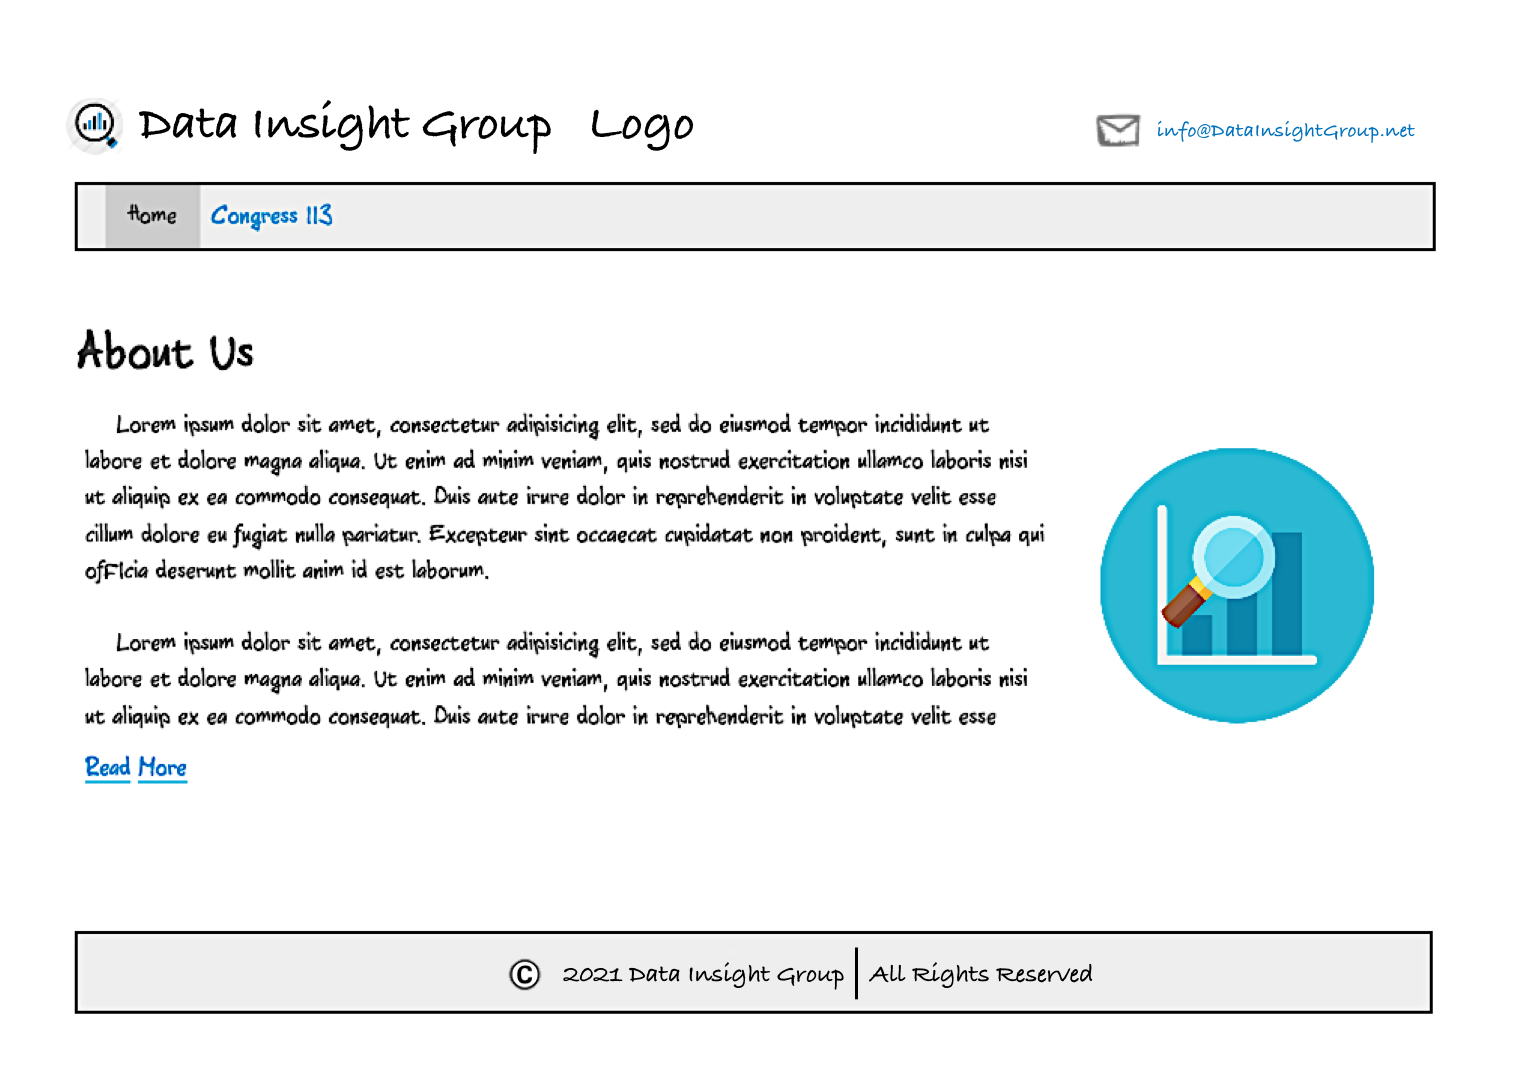 Data Insight Group Logo
info@DataInsightGroup.net
Home Congress 113
About Us
Lorem ipsum dolor sit amet, consectetur adipisicing elit, sed do eiusmod tempor incididunt ut
labore et dolore magna aliqua. Ut enim ad minim veniam, quis nostrud exercitation ullamco laboris nisi
ut aliquip ex ea commodo consequat. Duis aute irure dolor in reprehenderit in voluptate velit esse
cillum dolore eu fugiat nulla pariatur. Excepteur sint occaecat cupidatat non proident, sunt in culpa qui
ofFIcia deserunt mollit anim id est laborum.
Lorem ipsum dolor sit amet, consectetur adipisicing elit, sed do eiusmod tempor incididunt ut
labore et dolore magna aliqua. Ut enim ad minim veniam, quis nostrud exercitation ullamco laboris nisi
ut aliquip ex ea commodo consequat. Duis aute irure dolor in reprehenderit in voluptate velit esse
Read More
© 2021 Data Insight Group | All Rights Reserved